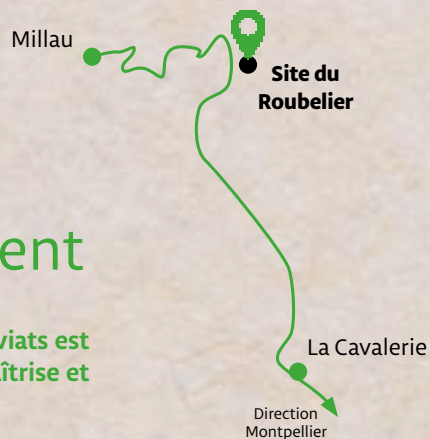 Millau
Site du
Roubelier
ent
viats est
aîtrise et
La Cavalerie
Direction
Montpellier